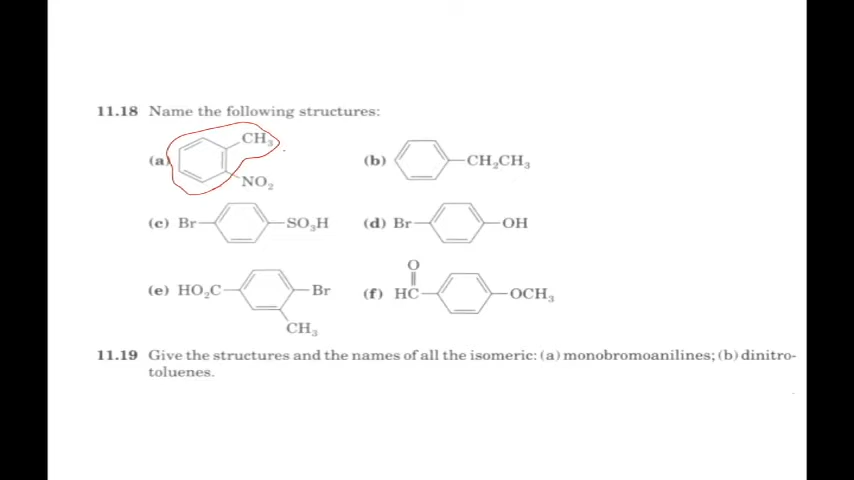 11.18 Name the following structures:
(a) CH₃
NO₂
(b) CH₂CH₃
(c) Br SO₃H
(d) Br OH
(e) HO₂C Br
CH₃
O
(f) HC OCH₃
11.19 Give the structures and the names of all the isomeric: (a) monobromoanilines; (b) dinitro-
toluenes.